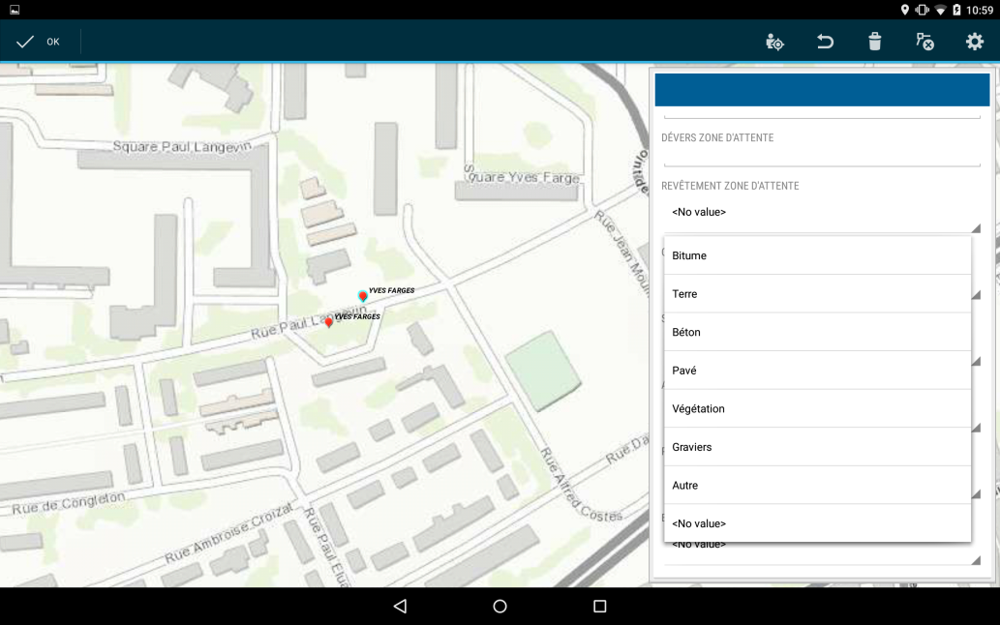 10:59
OK
Square Paul Langevin
Square Yves Farge
Rue Jean Moulin
YVES FARGES
YVES FARGES
Rue Paul Langevin
Rue de Congleton
Rue Ambroise Croizat
Rue Paul Elua
Rue Alfred Costes
Rue Da
DÉVERS ZONE D'ATTENTE
REVÊTEMENT ZONE D'ATTENTE
<No value>
Bitume
Terre
Béton
Pavé
Végétation
Graviers
Autre
<No value>
<No value>